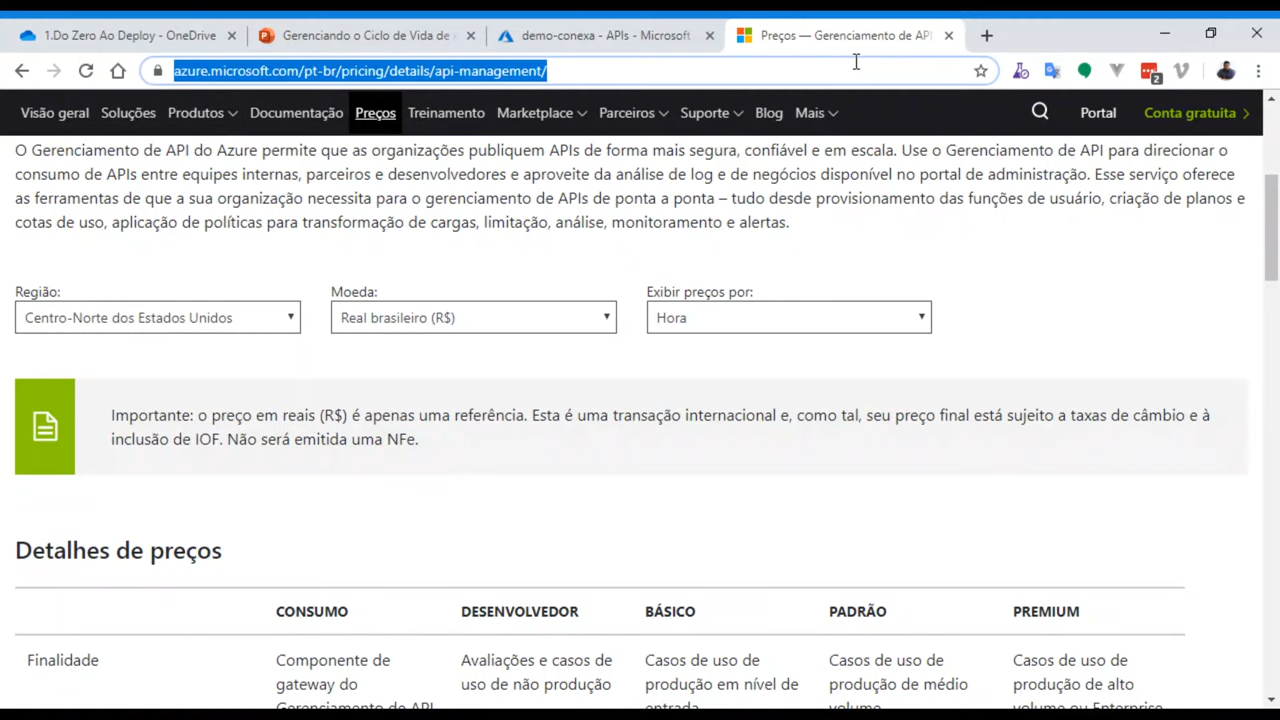 1.Do Zero Ao Deploy - OneDrive
Gerenciando o Ciclo de Vida de
demo-conexa - APIs - Microsoft
Preços — Gerenciamento de API
azure.microsoft.com/pt-br/pricing/details/api-management/
2
Visão geral Soluções Produtos Documentação Preços Treinamento Marketplace Parceiros Suporte Blog Mais Portal Conta gratuita
O Gerenciamento de API do Azure permite que as organizações publiquem APIs de forma mais segura, confiável e em escala. Use o Gerenciamento de API para direcionar o
consumo de APIs entre equipes internas, parceiros e desenvolvedores e aproveite da análise de log e de negócios disponível no portal de administração. Esse serviço oferece
as ferramentas de que a sua organização necessita para o gerenciamento de APIs de ponta a ponta – tudo desde provisionamento das funções de usuário, criação de planos e
cotas de uso, aplicação de políticas para transformação de cargas, limitação, análise, monitoramento e alertas.
Região: Moeda: Exibir preços por:
Centro-Norte dos Estados Unidos Real brasileiro (R$) Hora
Importante: o preço em reais (R$) é apenas uma referência. Esta é uma transação internacional e, como tal, seu preço final está sujeito a taxas de câmbio e à
inclusão de IOF. Não será emitida uma NFe.
Detalhes de preços
CONSUMO DESENVOLVEDOR BÁSICO PADRÃO PREMIUM
Finalidade Componente de Avaliações e casos de Casos de uso de Casos de uso de Casos de uso de
gateway do uso de não produção produção em nível de produção de médio produção de alto
Gerenciamento de API entrada volume volume ou Enterprise